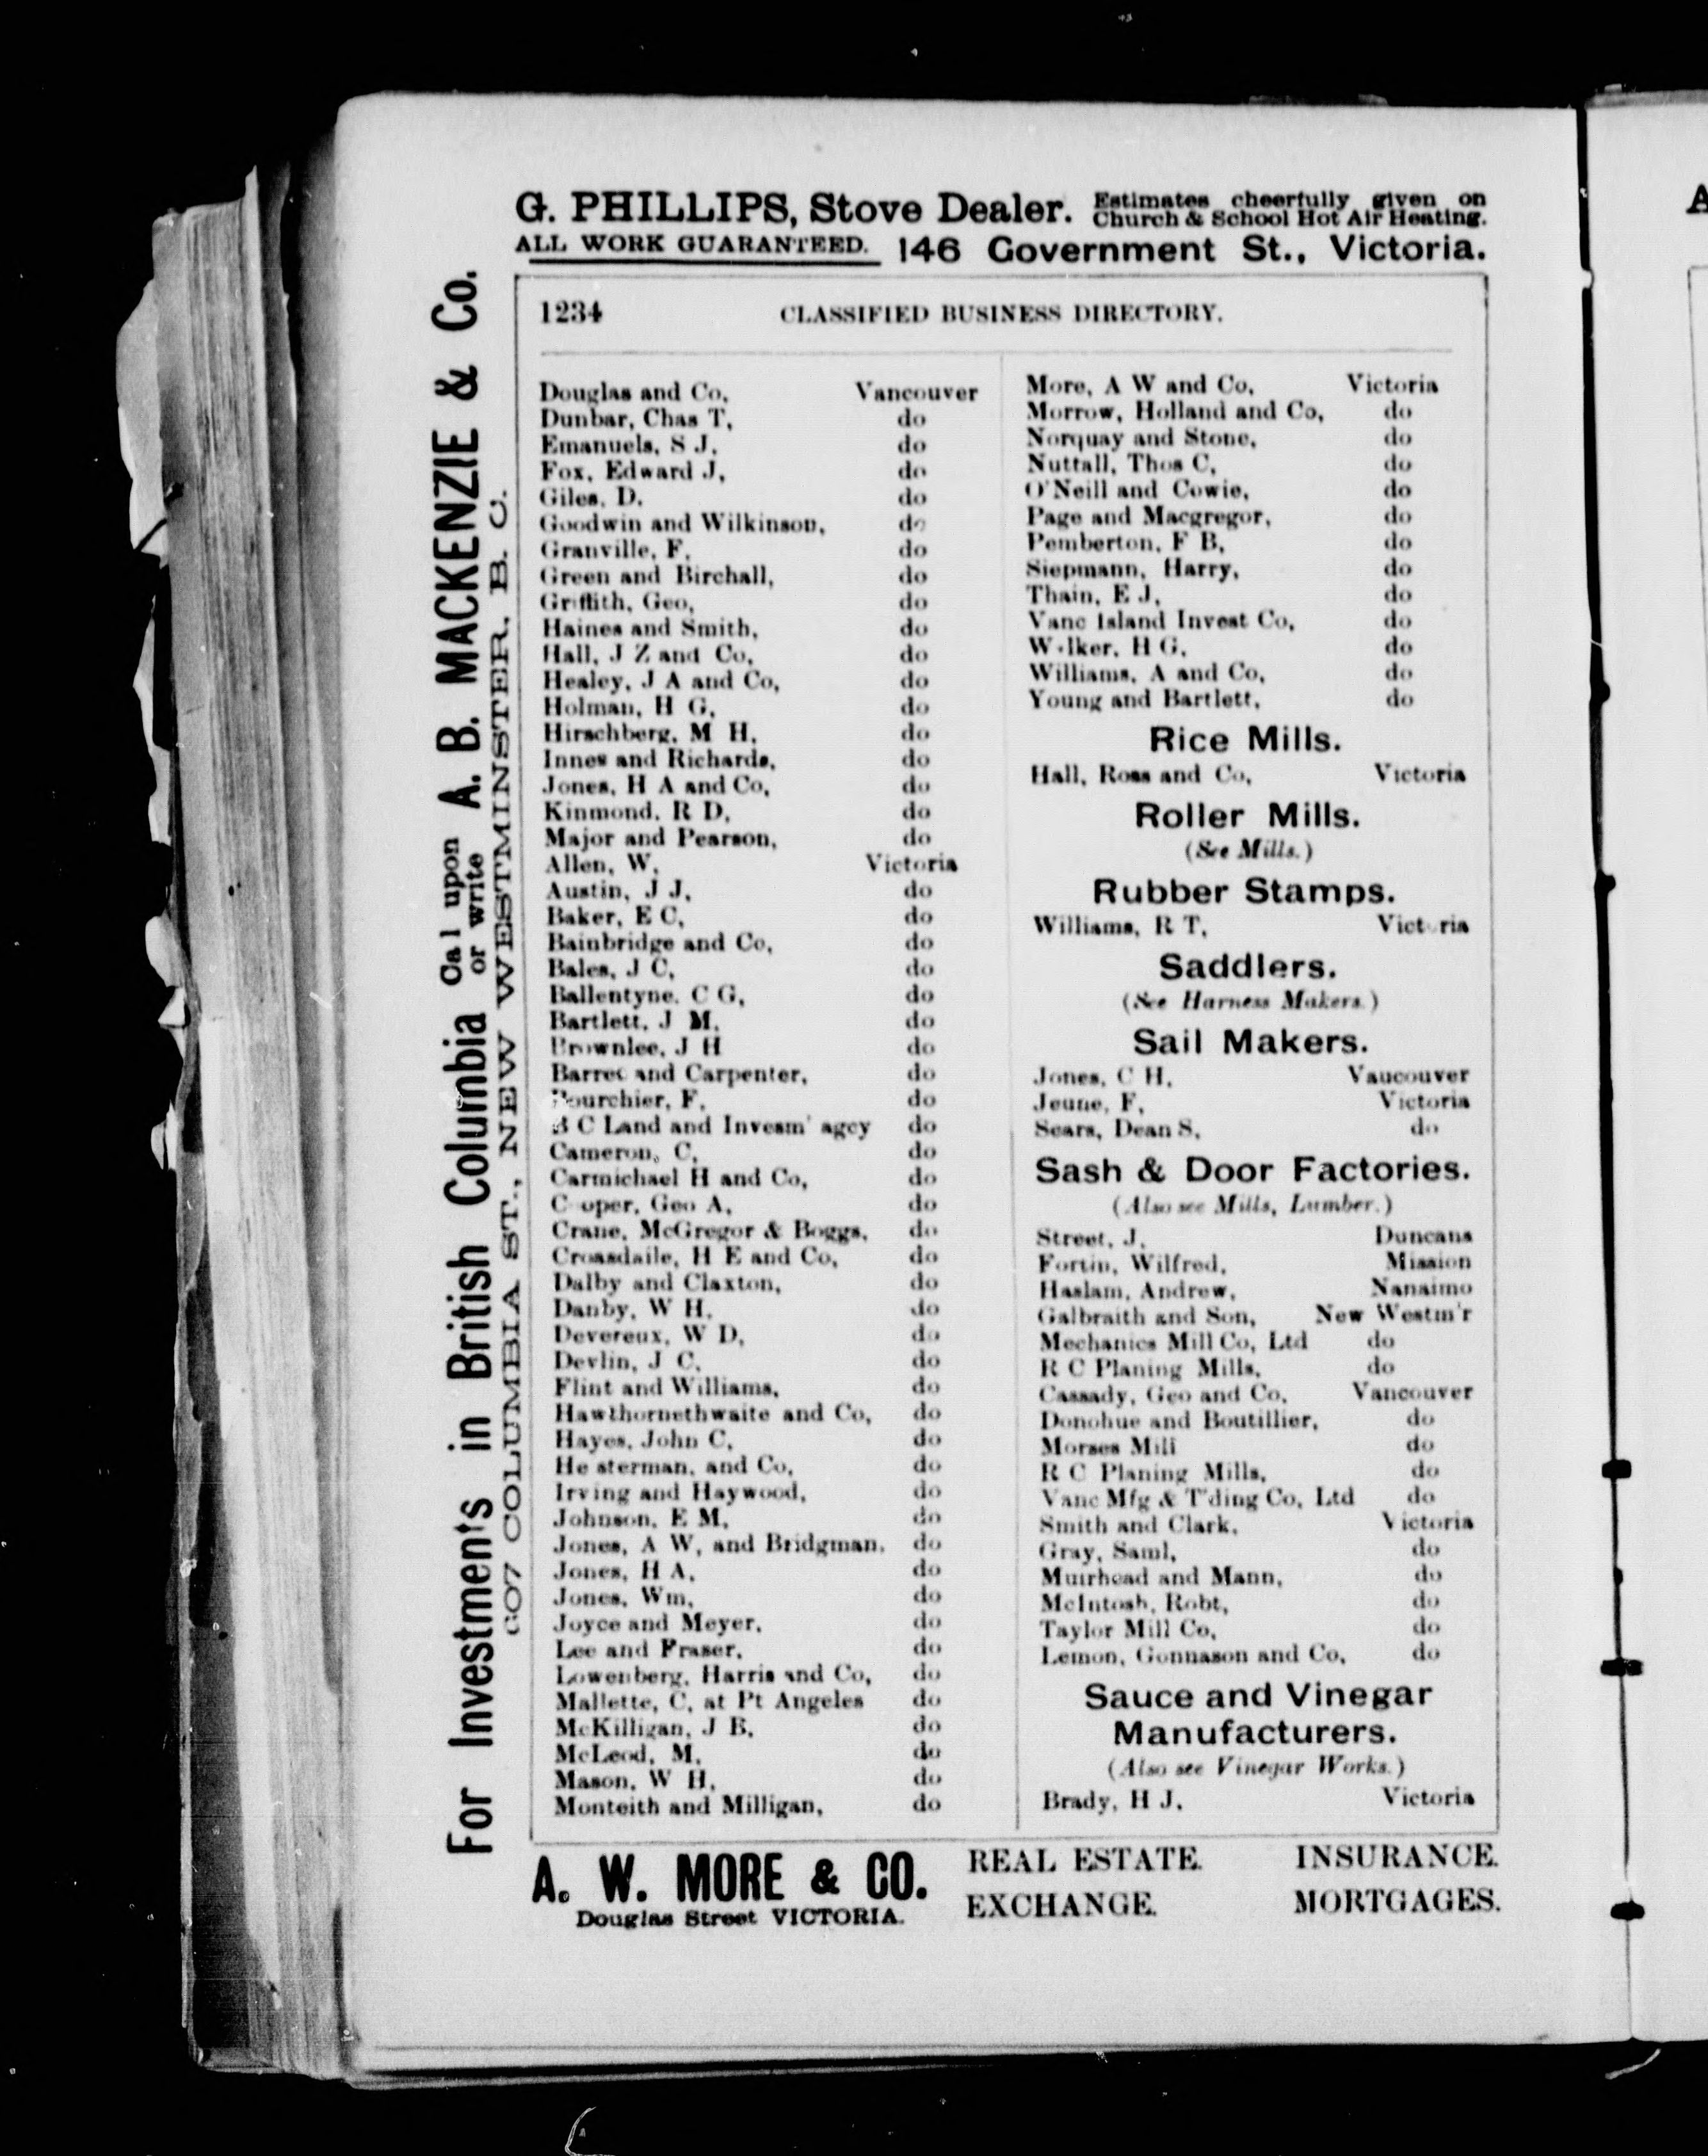 G. PHILLIPS, Stove Dealer. Estimates cheerfully given on
Church & School Hot Air Heating.
ALL WORK GUARANTEED. 146 Government St., Victoria.
For Investments in British Columbia Cal upon or write A. B. MACKENZIE & Co.
COLUMBIA ST., NEW WESTMINSTER, B. C.
1234 CLASSIFIED BUSINESS DIRECTORY.
Douglas and Co, Vancouver
Dunbar, Chas T, do
Emanuels, S J, do
Fox, Edward J, do
Giles, D. do
Goodwin and Wilkinson, do
Granville, F, do
Green and Birchall, do
Griffith, Geo, do
Haines and Smith, do
Hall, J Z and Co, do
Healey, J A and Co, do
Holman, H G, do
Hirschberg, M H, do
Innes and Richards, do
Jones, H A and Co, do
Kinmond, R D, do
Major and Pearson, do
Allen, W, Victoria
Austin, J J, do
Baker, E C, do
Bainbridge and Co, do
Bales, J C, do
Ballentyne, C G, do
Bartlett, J M, do
Brownlee, J H do
Barret and Carpenter, do
Bourchier, F, do
B C Land and Invesm' agcy do
Cameron, C, do
Carmichael H and Co, do
C oper, Geo A, do
Crane, McGregor & Boggs, do
Croasdaile, H E and Co, do
Dalby and Claxton, do
Danby, W H, do
Devereux, W D, do
Devlin, J C, do
Flint and Williams, do
Hawthornethwaite and Co, do
Hayes, John C, do
He sterman, and Co, do
Irving and Haywood, do
Johnson, E M, do
Jones, A W, and Bridgman, do
Jones, H A, do
Jones, Wm, do
Joyce and Meyer, do
Lee and Fraser, do
Lowenberg, Harris and Co, do
Mallette, C, at Pt Angeles do
McKilligan, J B, do
McLeod, M, do
Mason, W H, do
Monteith and Milligan, do
More, A W and Co, Victoria
Morrow, Holland and Co, do
Norquay and Stone, do
Nuttall, Thos C, do
O'Neill and Cowie, do
Page and Macgregor, do
Pemberton, F B, do
Siepmann, Harry, do
Thain, E J, do
Vanc Island Invest Co, do
W lker, H G, do
Williams, A and Co, do
Young and Bartlett, do
Rice Mills.
Hall, Ross and Co, Victoria
Roller Mills.
(See Mills.)
Rubber Stamps.
Williams, R T, Vict ria
Saddlers.
(See Harness Makers.)
Sail Makers.
Jones, C H, Vancouver
Jeune, F, Victoria
Sears, Dean S, do
Sash & Door Factories.
(Also see Mills, Lumber.)
Street, J, Duncans
Fortin, Wilfred, Mission
Haslam, Andrew, Nanaimo
Galbraith and Son, New Westm'r
Mechanics Mill Co, Ltd do
R C Planing Mills, do
Cassady, Geo and Co, Vancouver
Donohue and Boutillier, do
Morses Mill do
R C Planing Mills, do
Vanc Mfg & T'ding Co, Ltd do
Smith and Clark, Victoria
Gray, Saml, do
Muirhead and Mann, do
McIntosh, Robt, do
Taylor Mill Co, do
Lemon, Gonnason and Co, do
Sauce and Vinegar
Manufacturers.
(Also see Vinegar Works.)
Brady, H J, Victoria
A. W. MORE & CO. REAL ESTATE. INSURANCE.
Douglas Street VICTORIA. EXCHANGE. MORTGAGES.